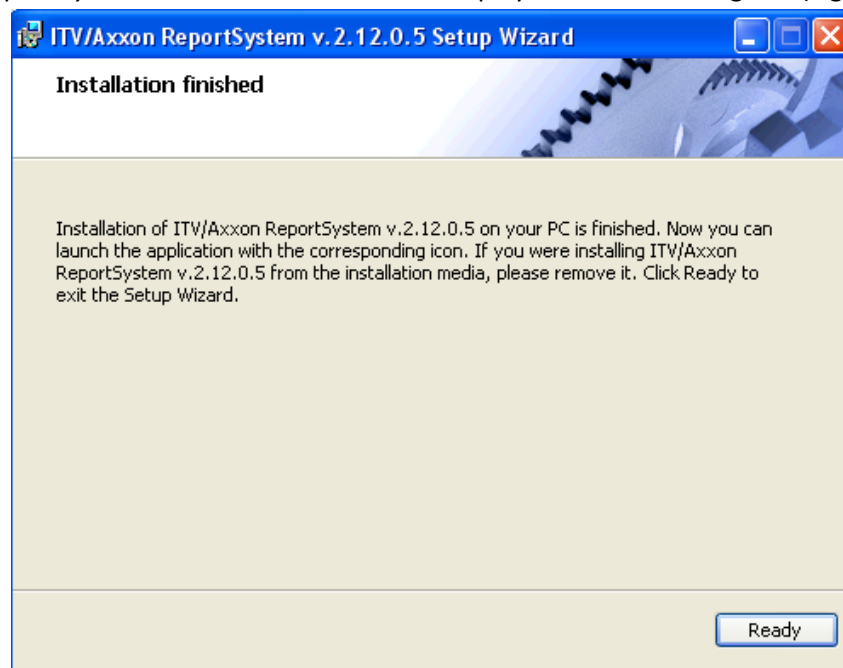 ITV/Axxon ReportSystem v.2.12.0.5 Setup Wizard
Installation finished
Installation of ITV/Axxon ReportSystem v.2.12.0.5 on your PC is finished. Now you can
launch the application with the corresponding icon. If you were installing ITV/Axxon
ReportSystem v.2.12.0.5 from the installation media, please remove it. Click Ready to
exit the Setup Wizard.
Ready